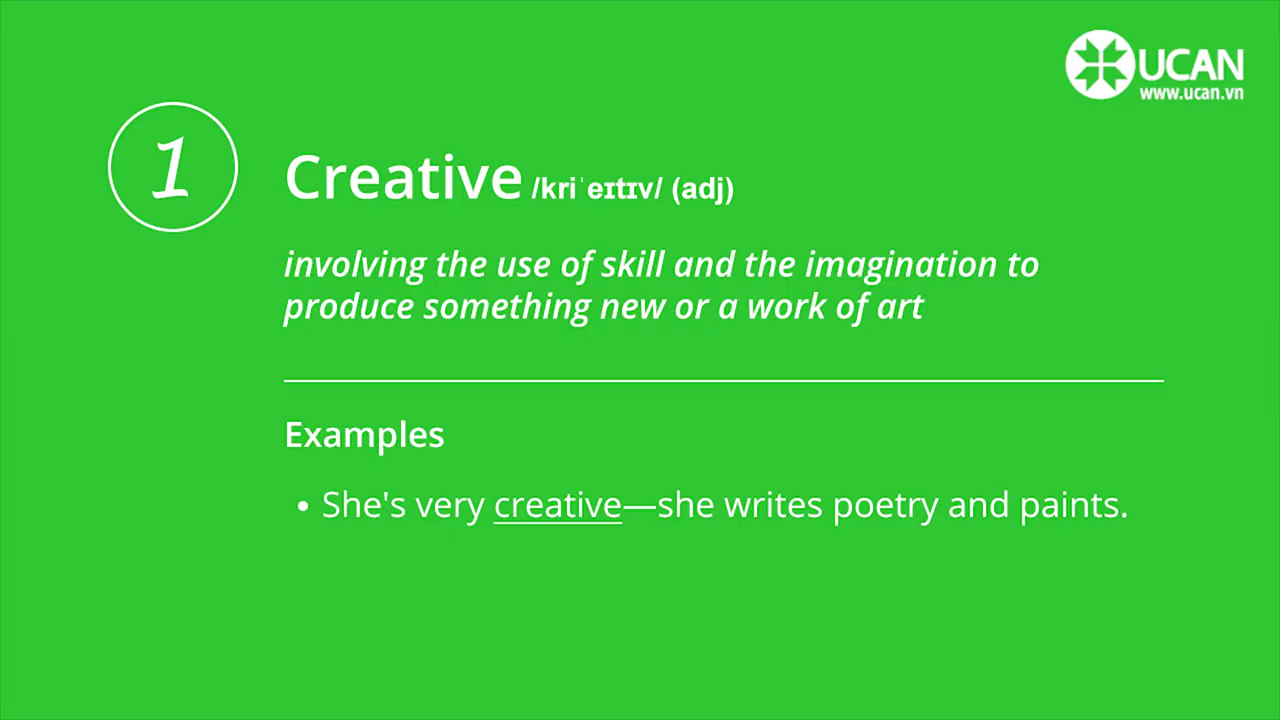 UCAN
www.ucan.vn
1
Creative /kriˈeɪtɪv/ (adj)
involving the use of skill and the imagination to
produce something new or a work of art
Examples
• She's very creative—she writes poetry and paints.